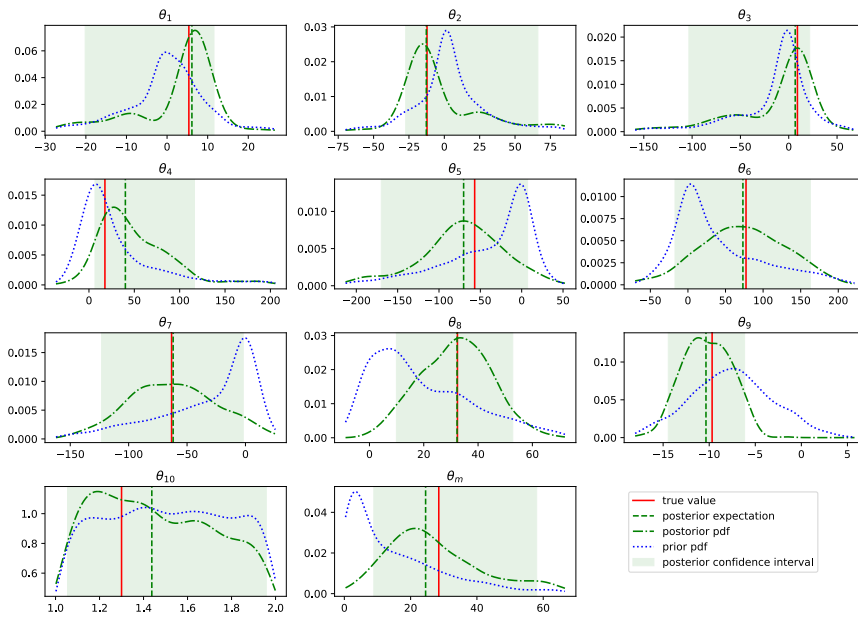 θ1
θ2
θ3
0.06
0.04
0.02
0.00
−30 −20 −10 0 10 20
0.03
0.02
0.01
0.00
−75 −50 −25 0 25 50 75
0.020
0.015
0.010
0.005
0.000
−150 −100 −50 0 50
θ4
θ5
θ6
0.015
0.010
0.005
0.000
0 50 100 150 200
0.010
0.005
0.000
−200 −150 −100 −50 0 50
0.0100
0.0075
0.0050
0.0025
0.0000
−50 0 50 100 150 200
θ7
θ8
θ9
0.015
0.010
0.005
0.000
−150 −100 −50 0
0.03
0.02
0.01
0.00
0 20 40 60
0.10
0.05
0.00
−15 −10 −5 0 5
θ10
θm
1.0
0.8
0.6
1.0 1.2 1.4 1.6 1.8 2.0
0.04
0.02
0.00
0 20 40 60
true value
posterior expectation
postorior pdf
prior pdf
posterior confidence interval